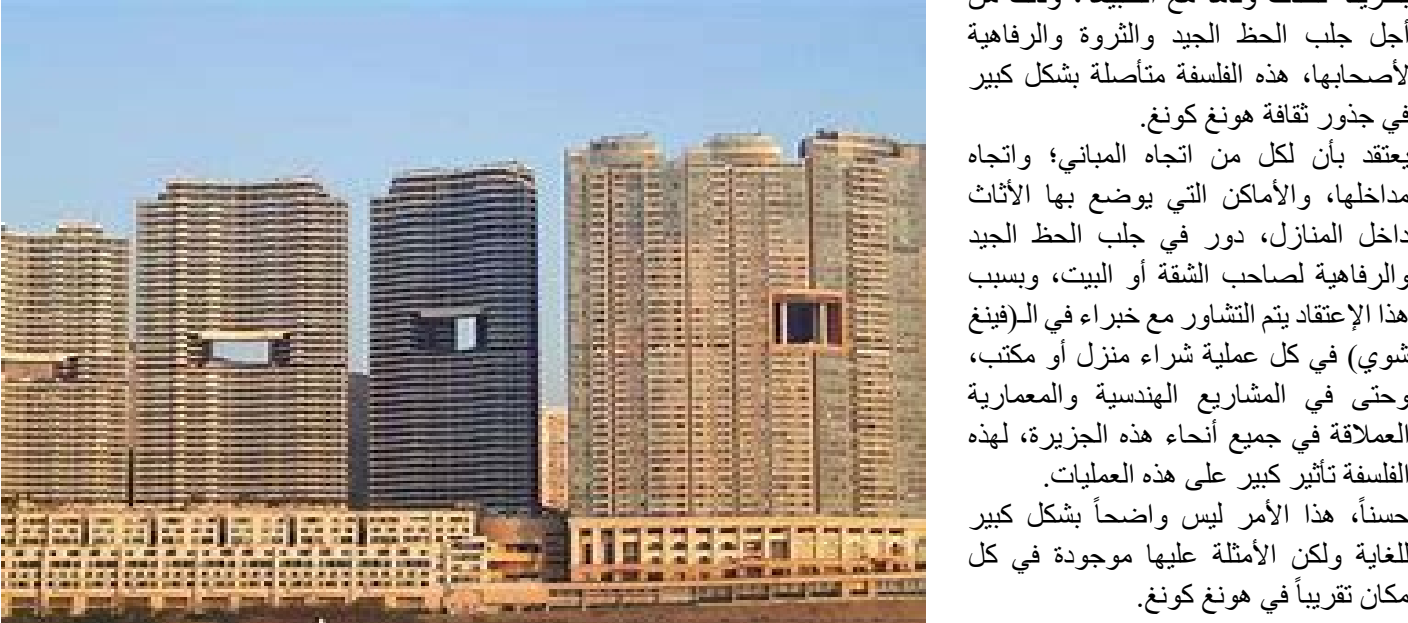 أجل جلب الحظ الجيد والثروة والرفاهية
لأصحابها، هذه الفلسفة متأصلة بشكل كبير
في جذور ثقافة هونغ كونغ.
يعتقد بأن لكل من اتجاه المباني؛ واتجاه
مداخلها، والأماكن التي يوضع بها الأثاث
داخل المنازل، دور في جلب الحظ الجيد
والرفاهية لصاحب الشقة أو البيت، وبسبب
هذا الإعتقاد يتم التشاور مع خبراء في الـ(فينغ
شوي) في كل عملية شراء منزل أو مكتب،
وحتى في المشاريع الهندسية والمعمارية
العملاقة في جميع أنحاء هذه الجزيرة، لهذه
الفلسفة تأثير كبير على هذه العمليات.
حسناً، هذا الأمر ليس واضحاً بشكل كبير
للغاية ولكن الأمثلة عليها موجودة في كل
مكان تقريباً في هونغ كونغ.